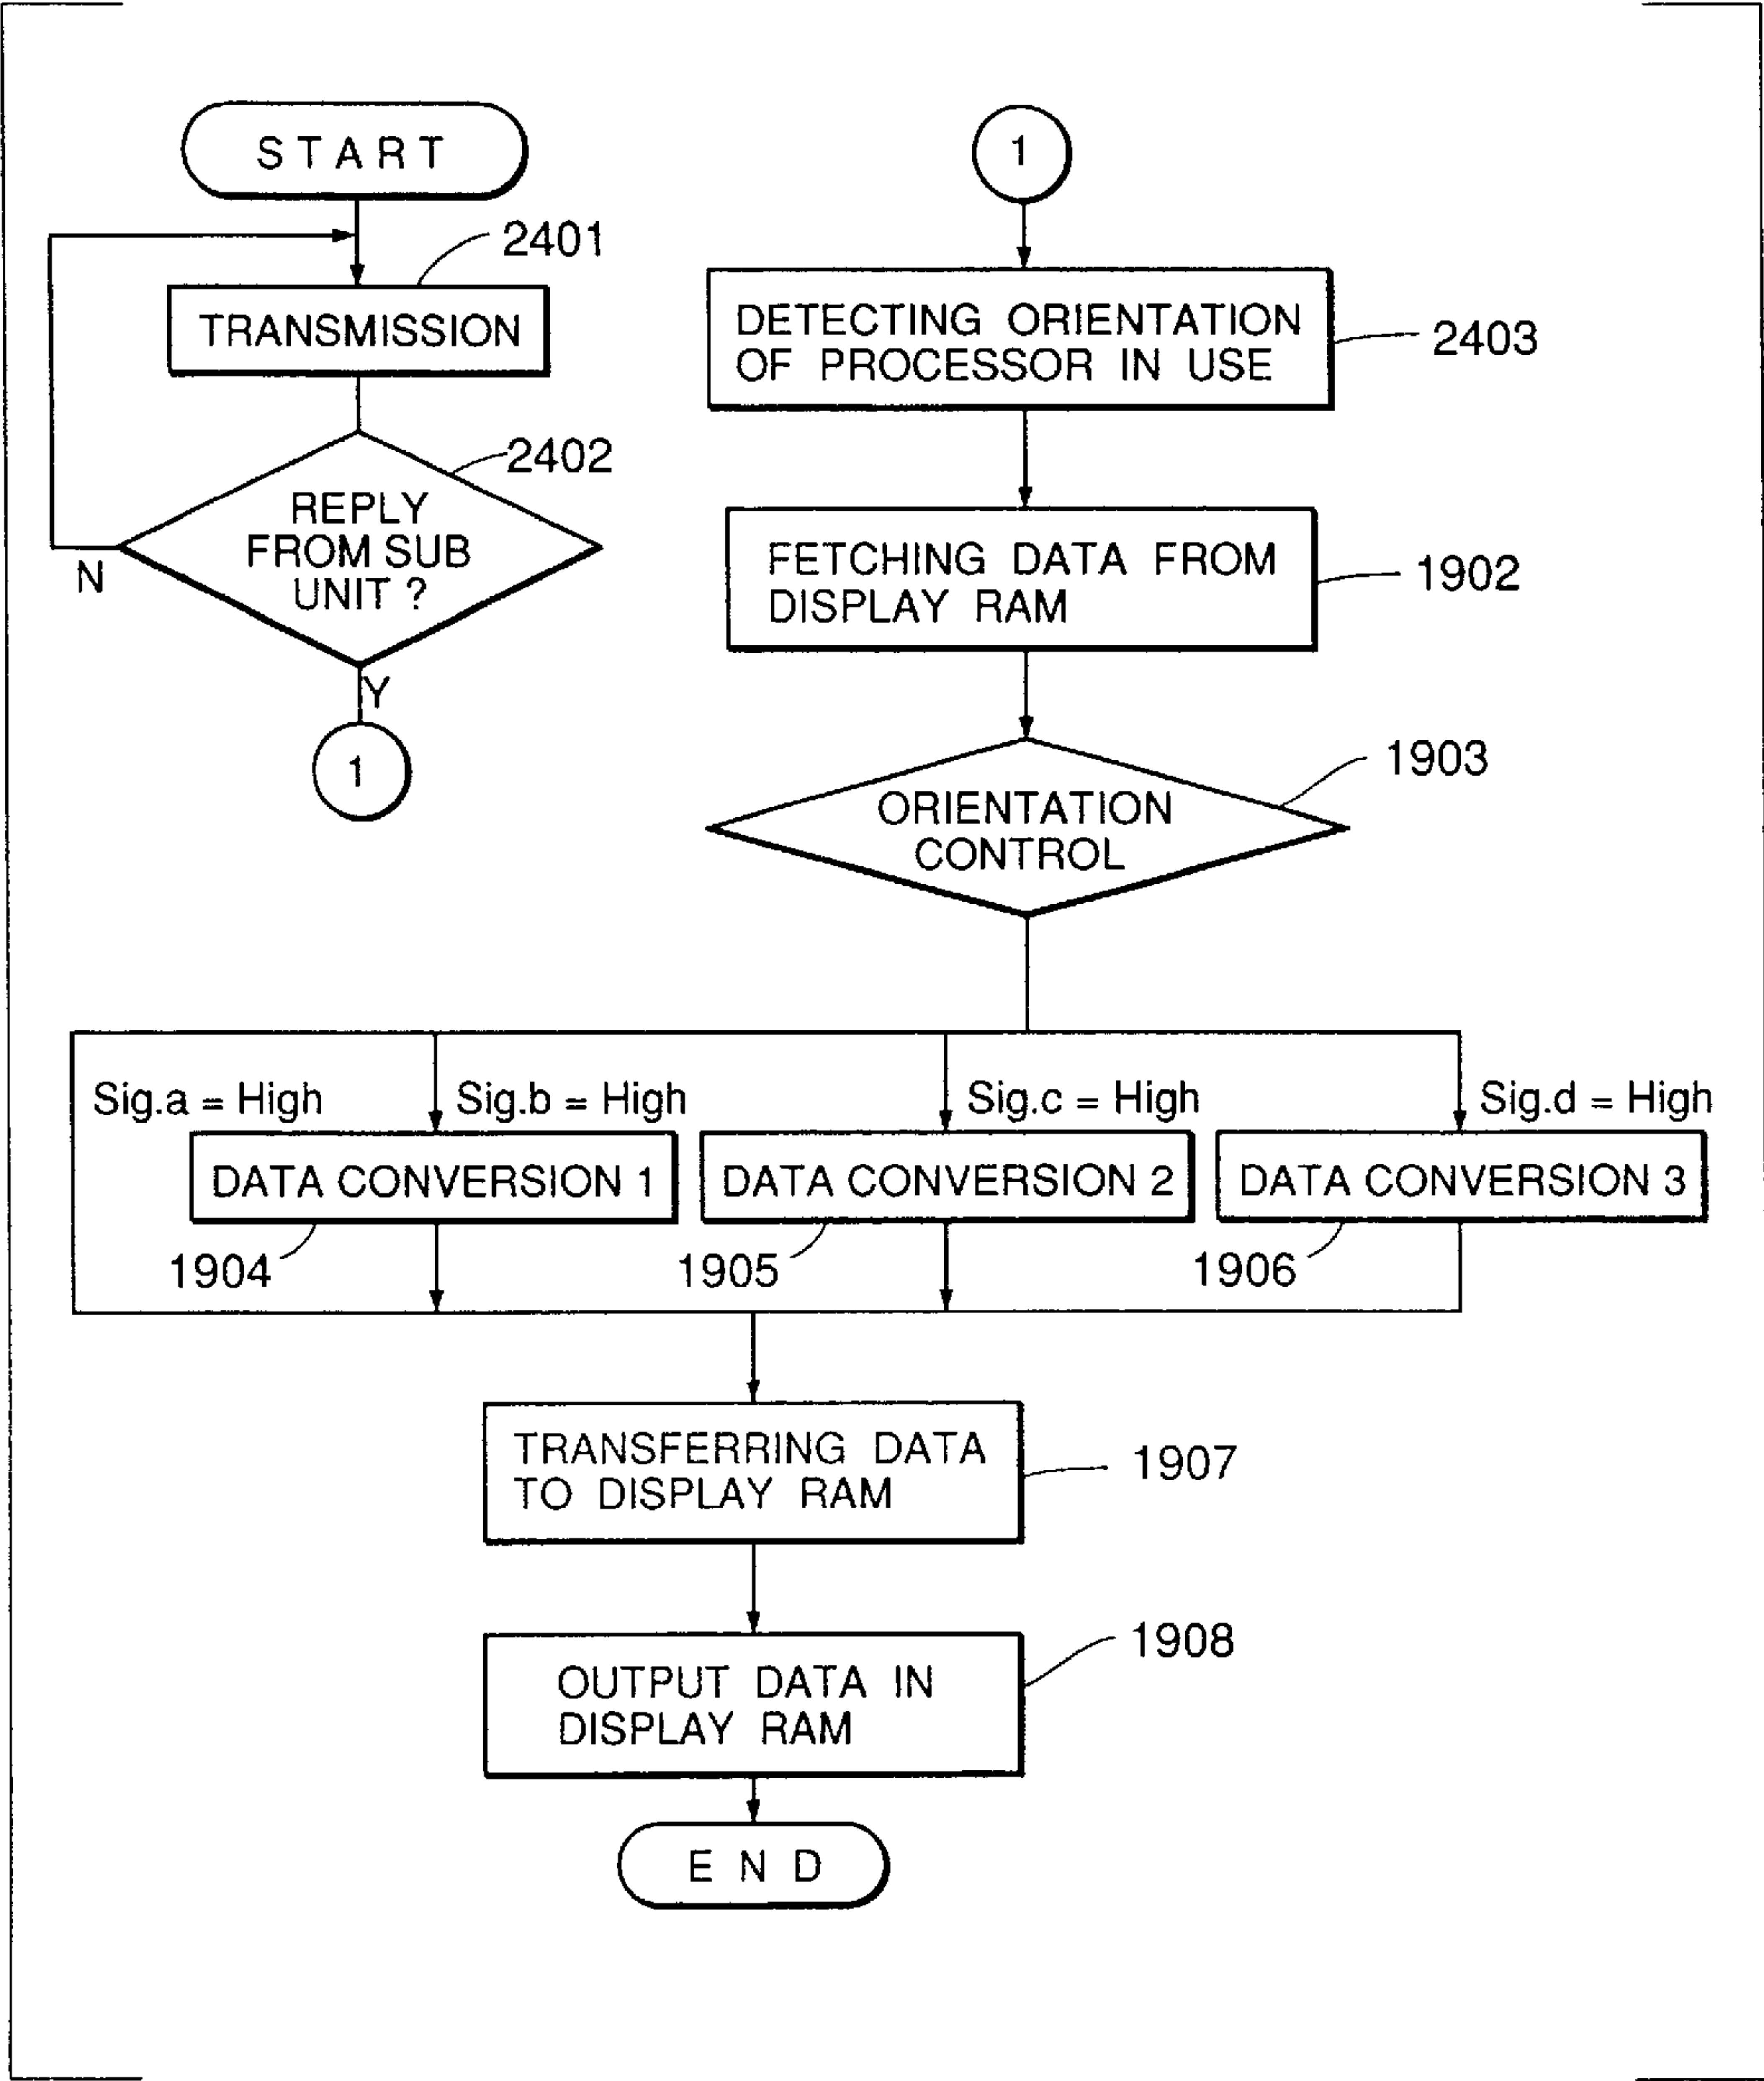 START
2401
TRANSMISSION
2402
REPLY
FROM SUB
UNIT ?
N
Y
1
1
DETECTING ORIENTATION
OF PROCESSOR IN USE
2403
FETCHING DATA FROM
DISPLAY RAM
1902
1903
ORIENTATION
CONTROL
Sig.a = High
Sig.b = High
Sig.c = High
Sig.d = High
DATA CONVERSION 1
DATA CONVERSION 2
DATA CONVERSION 3
1904
1905
1906
TRANSFERRING DATA
TO DISPLAY RAM
1907
OUTPUT DATA IN
DISPLAY RAM
1908
END